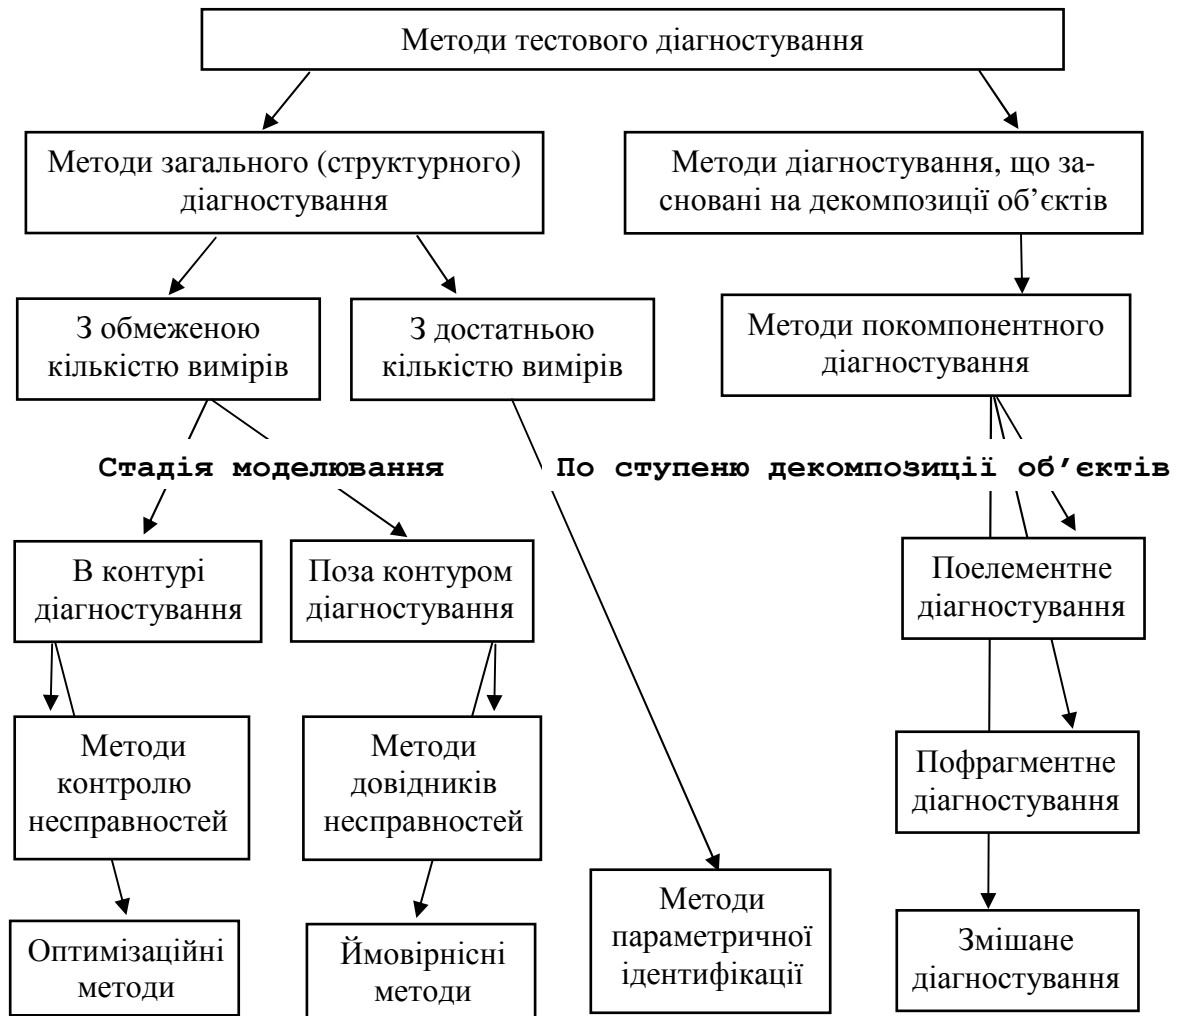 Методи тестового діагностування
Методи загального (структурного)
діагностування
Методи діагностування, що за-
сновані на декомпозиції об’єктів
З обмеженою
кількістю вимірів
З достатньою
кількістю вимірів
Методи покомпонентного
діагностування
Стадія моделювання
По ступеню декомпозиції об’єктів
В контурі
діагностування
Поза контуром
діагностування
Поелементне
діагностування
Методи
контролю
несправностей
Методи
довідників
несправностей
Пофрагментне
діагностування
Оптимізаційні
методи
Ймовірнісні
методи
Методи
параметричної
ідентифікації
Змішане
діагностування